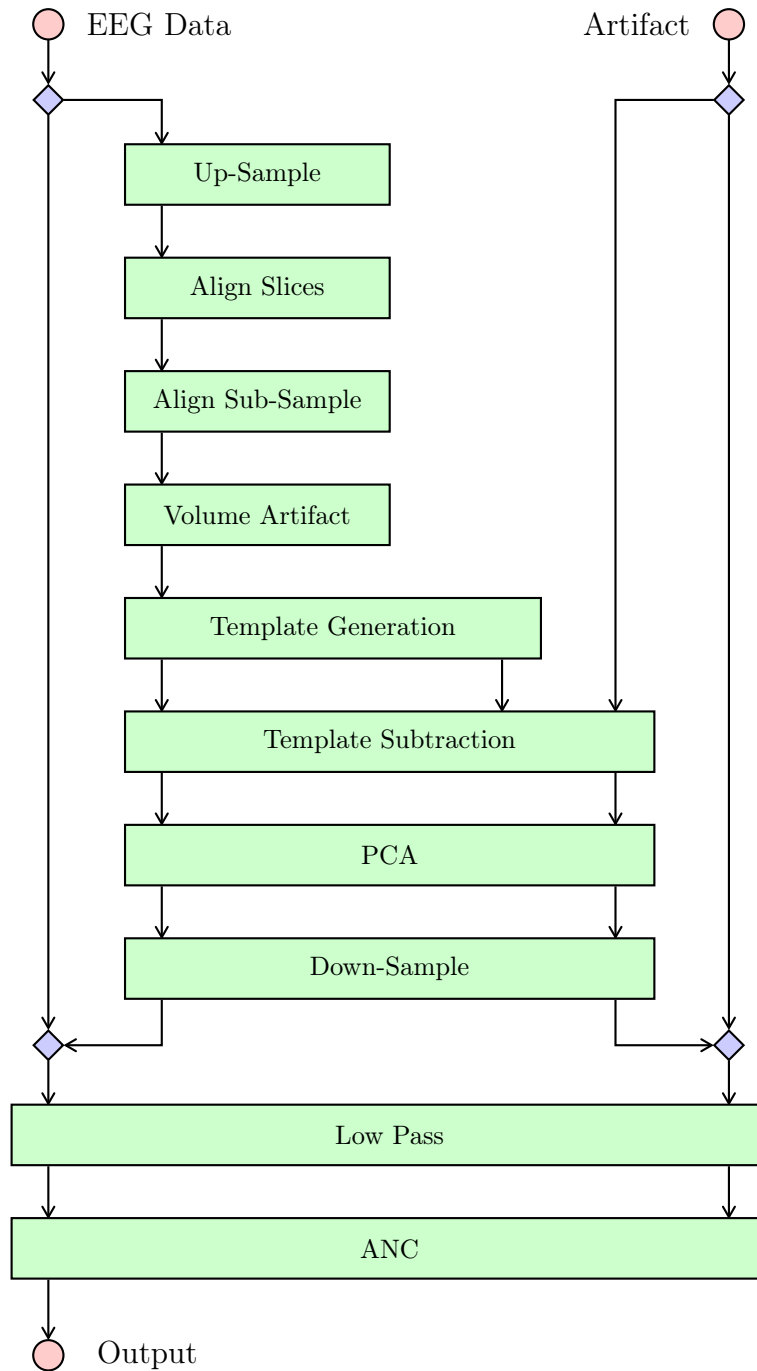 EEG Data
Artifact
Up-Sample
Align Slices
Align Sub-Sample
Volume Artifact
Template Generation
Template Subtraction
PCA
Down-Sample
Low Pass
ANC
Output